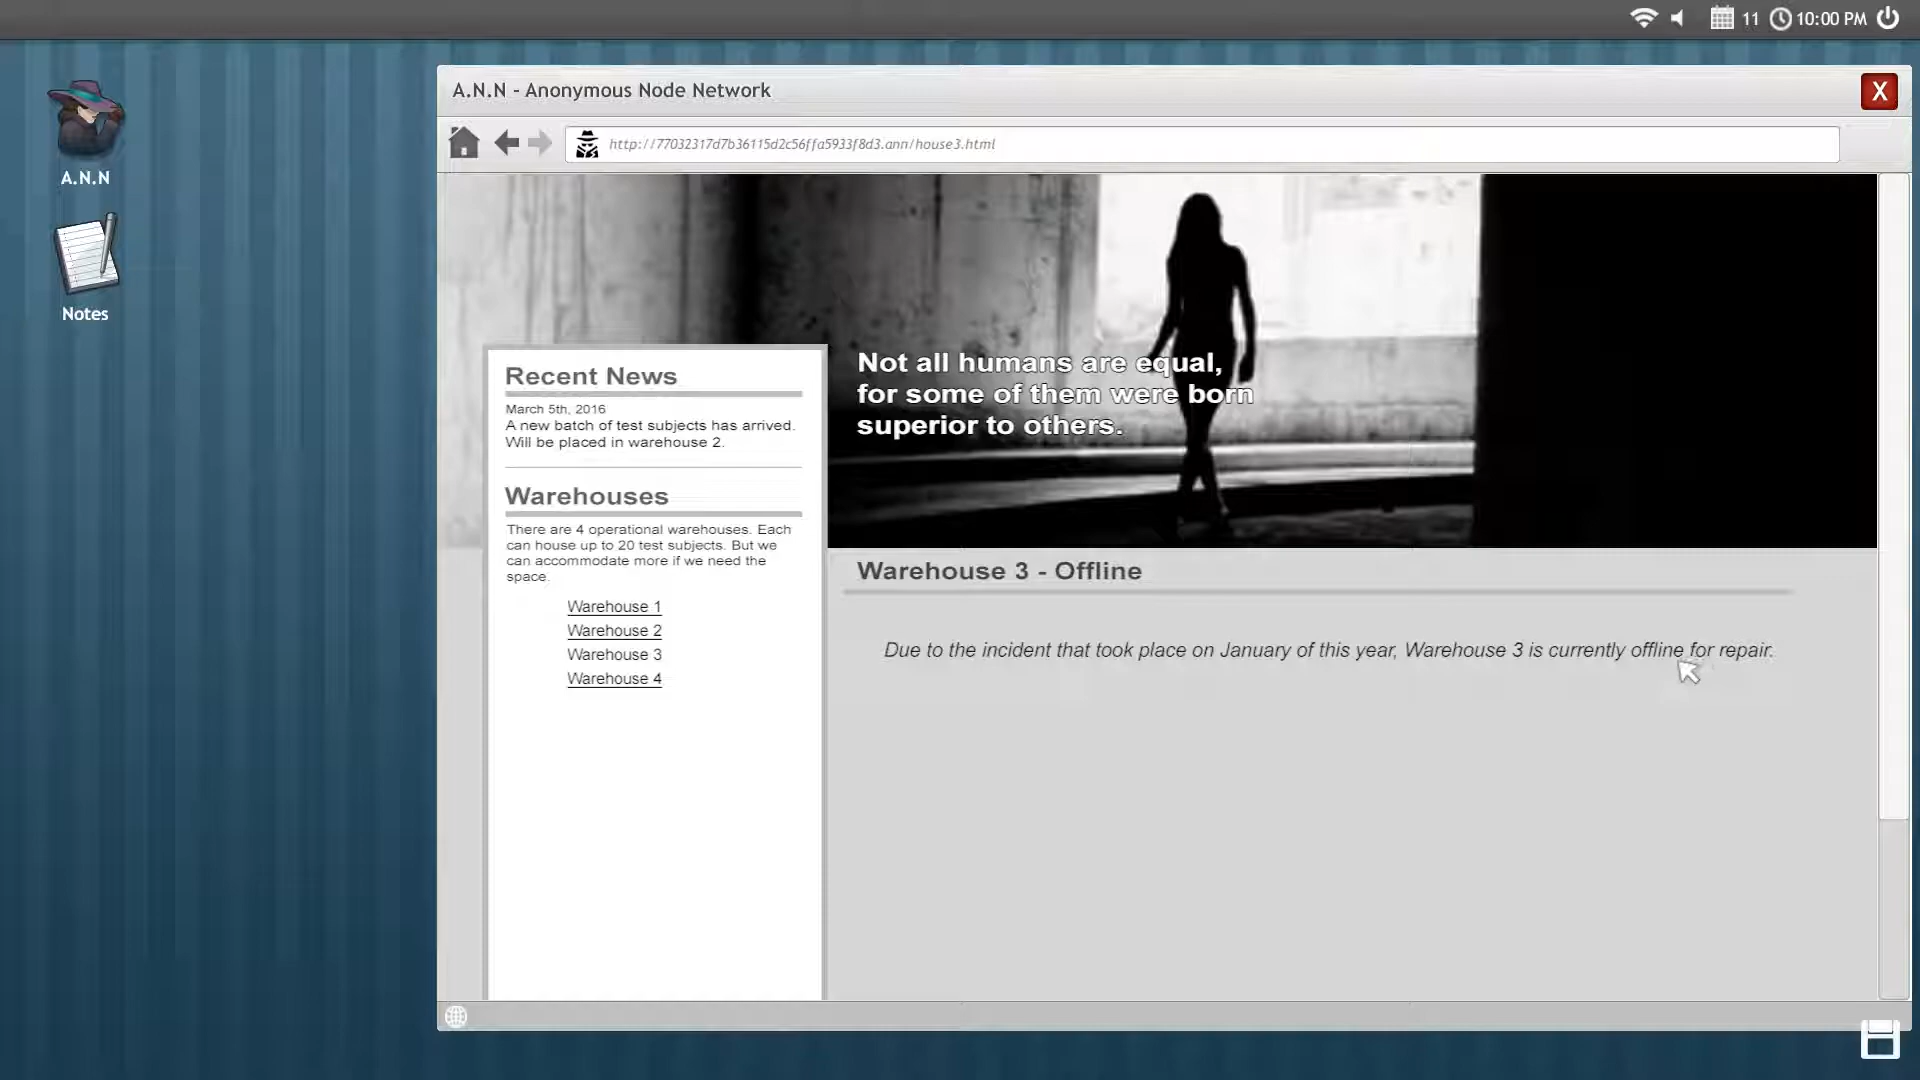 11 10:00 PM
A.N.N
Notes
A.N.N - Anonymous Node Network
X
http://77032317d7b36115d2c56ffa5933f8d3.ann/house3.html
Not all humans are equal,
for some of them were born
superior to others.
Recent News
March 5th, 2016
A new batch of test subjects has arrived.
Will be placed in warehouse 2.
Warehouses
There are 4 operational warehouses. Each
can house up to 20 test subjects. But we
can accommodate more if we need the
space.
Warehouse 1
Warehouse 2
Warehouse 3
Warehouse 4
Warehouse 3 - Offline
Due to the incident that took place on January of this year, Warehouse 3 is currently offline for repair.